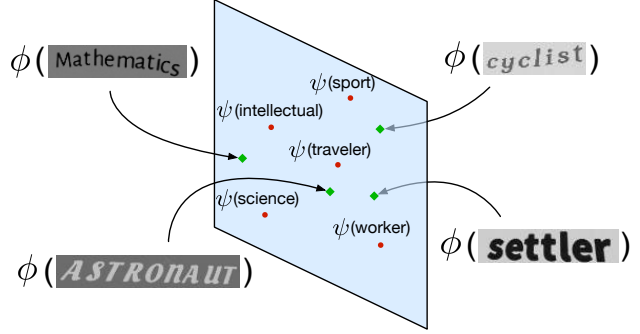 ϕ(Mathematics)
ϕ(cyclist)
ψ(sport)
ψ(intellectual)
ψ(traveler)
ψ(science)
ψ(worker)
ϕ(ASTRONAUT)
ϕ(settler)